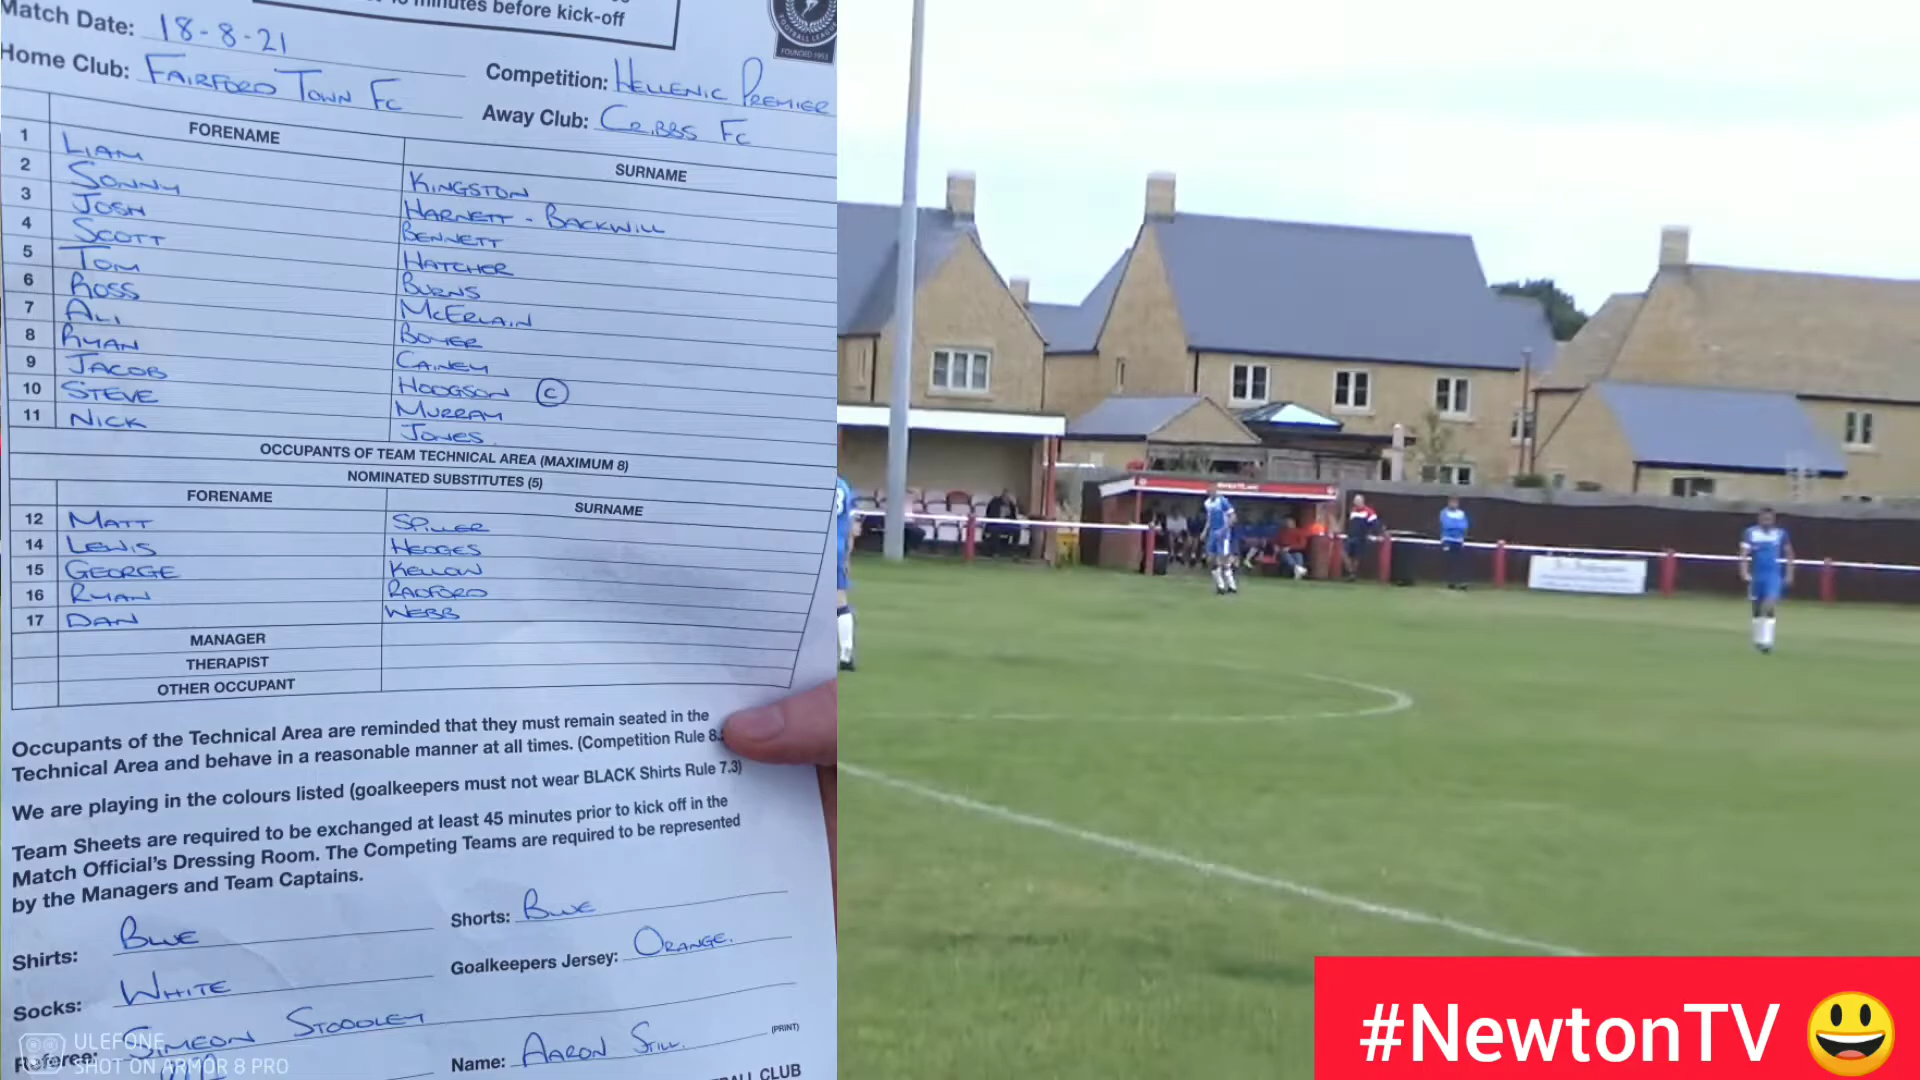 minutes before kick-off
FOUNDED 1953
Match Date: 18-8-21
Home Club: FAIRFORD TOWN FC
Competition: HELLENIC PREMIER
Away Club: CRIBBS FC
FORENAME SURNAME
1 LIAM KINGSTON
2 SONNY HARNETT - BACKWILL
3 JOSH BENNETT
4 SCOTT HATCHER
5 TOM BURNS
6 ROSS McERLAIN
7 ALI BOYER
8 RYAN CAINEY
9 JACOB HODGSON C
10 STEVE MURRAY
11 NICK JONES
OCCUPANTS OF TEAM TECHNICAL AREA (MAXIMUM 8)
NOMINATED SUBSTITUTES (5)
FORENAME SURNAME
12 MATT SPILLER
14 LEWIS HEDGES
15 GEORGE KELLOW
16 RYAN RADFORD
17 DAN WEBB
MANAGER
THERAPIST
OTHER OCCUPANT
Occupants of the Technical Area are reminded that they must remain seated in the
Technical Area and behave in a reasonable manner at all times. (Competition Rule 8.
We are playing in the colours listed (goalkeepers must not wear BLACK Shirts Rule 7.3)
Team Sheets are required to be exchanged at least 45 minutes prior to kick off in the
Match Official's Dressing Room. The Competing Teams are required to be represented
by the Managers and Team Captains.
Shirts: BLUE Shorts: BLUE
Socks: WHITE Goalkeepers Jersey: ORANGE.
Referee: SIMEON STOODLEY (PRINT)
Name: AARON STILL.
CLUB
ULEFONE
SHOT ON ARMOR 8 PRO
#NewtonTV 😃